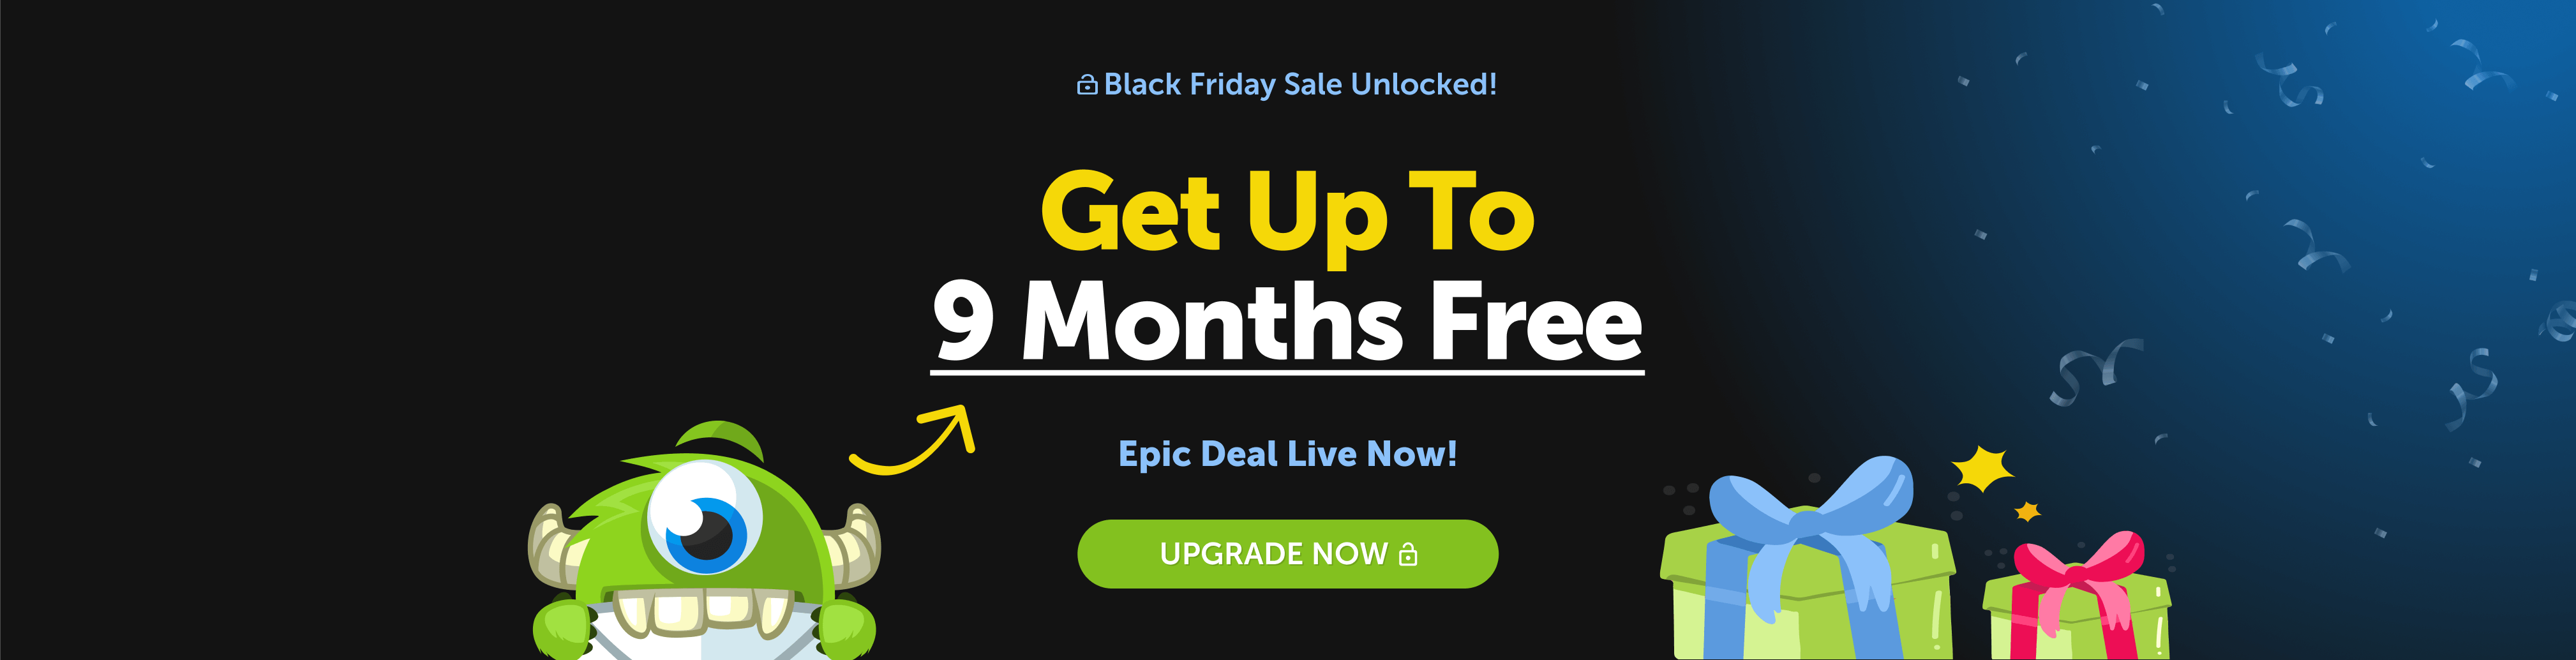 Black Friday Sale Unlocked!
Get Up To
9 Months Free
Epic Deal Live Now!
UPGRADE NOW